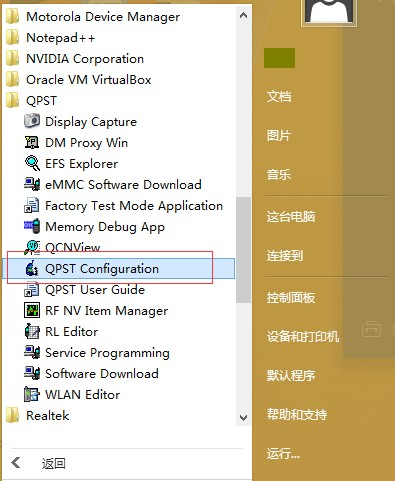 Motorola Device Manager
Notepad++
NVIDIA Corporation
Oracle VM VirtualBox
QPST
Display Capture
DM Proxy Win
EFS Explorer
eMMC Software Download
Factory Test Mode Application
Memory Debug App
QCNView
QPST Configuration
QPST User Guide
RF NV Item Manager
RL Editor
Service Programming
Software Download
WLAN Editor
Realtek
返回
文档
图片
音乐
这台电脑
连接到
控制面板
设备和打印机
默认程序
帮助和支持
运行...